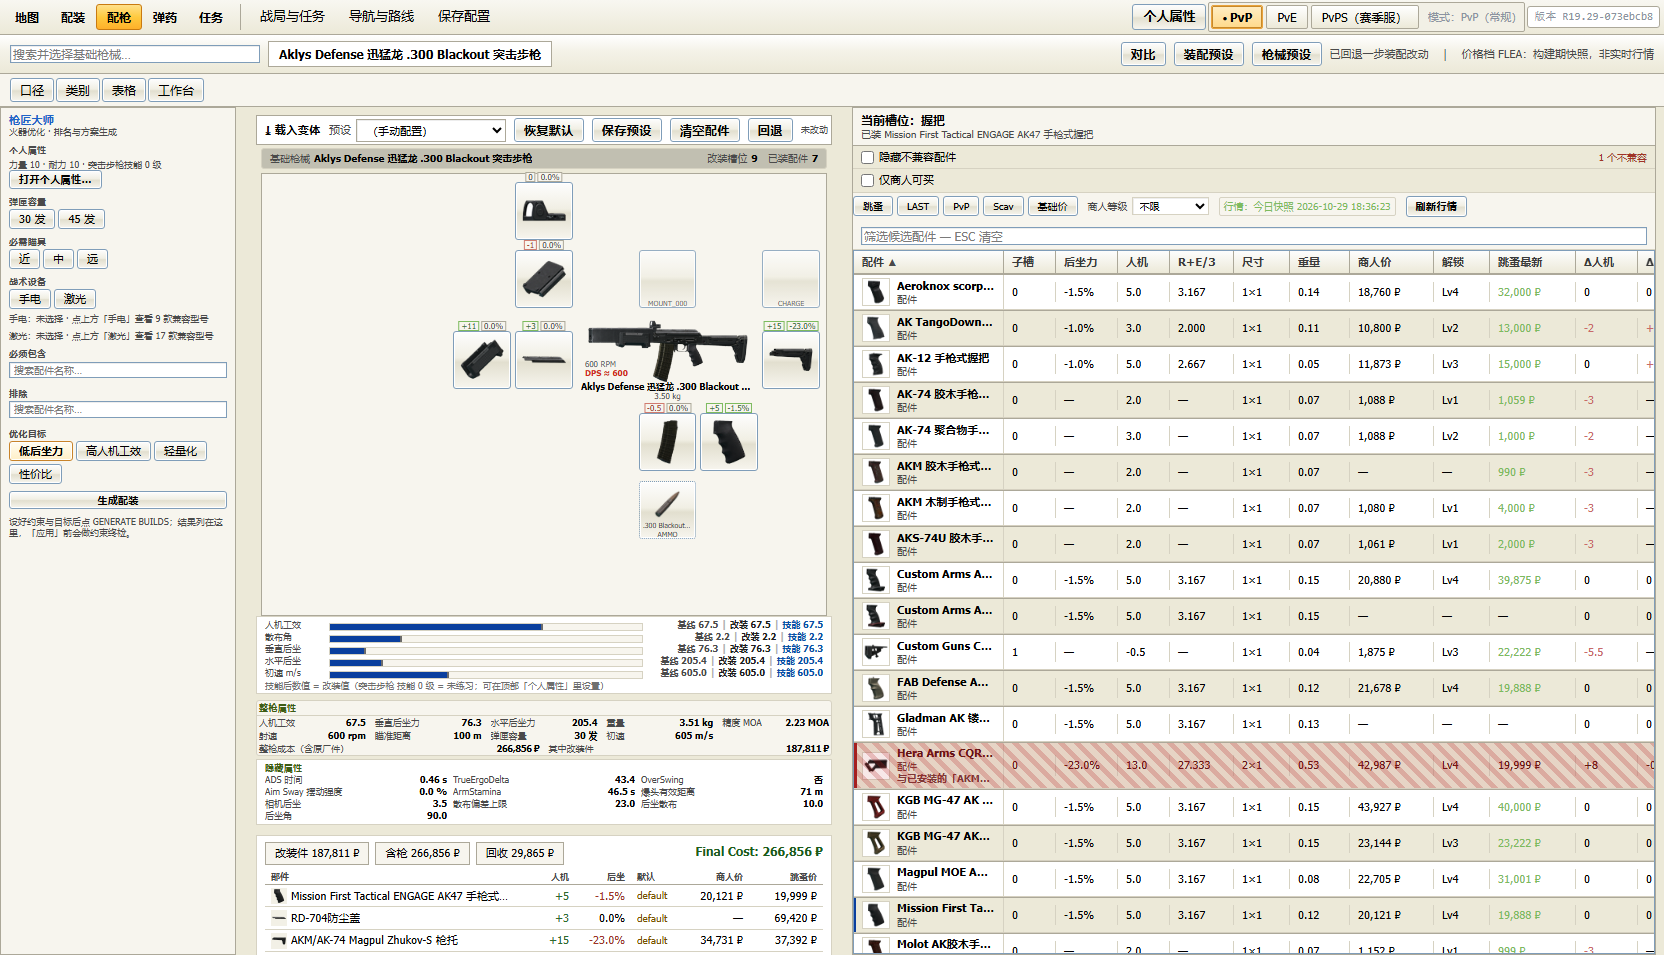 地图 配装 配枪 弹药 任务 战局与任务 导航与路线 保存配置 个人属性 • PvP PvE PvPS（赛季服） 模式：PvP（常规） 版本 R19.29-073ebcb8
搜索并选择基础枪械... Aklys Defense 迅猛龙 .300 Blackout 突击步枪 对比 装配预设 枪械预设 已回退一步装配改动 | 价格档 FLEA：构建期快照，非实时行情
口径 类别 表格 工作台
枪匠大师
火器优化 · 排名与方案生成
个人属性
力量 10 · 耐力 10 · 突击步枪技能 0 级
打开个人属性...
弹匣容量
30 发 45 发
必需瞄具
近 中 远
战术设备
手电 激光
手电：未选择 · 点上方「手电」查看 9 款兼容型号
激光：未选择 · 点上方「激光」查看 17 款兼容型号
必须包含
搜索配件名称...
排除
搜索配件名称...
优化目标
低后坐力 高人机工效 轻量化
性价比
生成配装
设好约束与目标后点 GENERATE BUILDS；结果列在这
里，「应用」前会做约束终检。
载入变体 预设 （手动配置） 恢复默认 保存预设 清空配件 回退 未改动
基础枪械 Aklys Defense 迅猛龙 .300 Blackout 突击步枪 改装槽位 9 已装配件 7
0 0.0%
-1 0.0%
MOUNT_000 CHARGE
+11 0.0% +3 0.0% +15 -23.0%
600 RPM
DPS ≈ 600
Aklys Defense 迅猛龙 .300 Blackout ...
3.50 kg
-0.5 0.0% +5 -1.5%
.300 Blackout...
AMMO
人机工效 基线 67.5 | 改装 67.5 | 技能 67.5
散布角 基线 2.2 | 改装 2.2 | 技能 2.2
垂直后坐 基线 76.3 | 改装 76.3 | 技能 76.3
水平后坐 基线 205.4 | 改装 205.4 | 技能 205.4
初速 m/s 基线 605.0 | 改装 605.0 | 技能 605.0
技能后数值 = 改装值（突击步枪 技能 0 级 = 未练习；可在顶部「个人属性」里设置）
整枪属性
人机工效 67.5 垂直后坐力 76.3 水平后坐力 205.4 重量 3.51 kg 精度 MOA 2.23 MOA
射速 600 rpm 瞄准距离 100 m 弹匣容量 30 发 初速 605 m/s
整枪成本（含原厂件） 266,856 ₽ 其中改装件 187,811 ₽
隐藏属性
ADS 时间 0.46 s TrueErgoDelta 43.4 OverSwing 否
Aim Sway 摆动强度 0.0 % ArmStamina 46.5 s 爆头有效距离 71 m
相机后坐 3.5 散布偏差上限 23.0 后坐散布 10.0
后坐角 90.0
改装件 187,811 ₽ 含枪 266,856 ₽ 回收 29,865 ₽ Final Cost: 266,856 ₽
部件 人机 后坐 默认 商人价 跳蚤价
Mission First Tactical ENGAGE AK47 手枪式... +5 -1.5% default 20,121 ₽ 19,999 ₽
RD-704防尘盖 +3 0.0% default — 69,420 ₽
AKM/AK-74 Magpul Zhukov-S 枪托 +15 -23.0% default 34,731 ₽ 37,392 ₽
当前槽位：握把
已装 Mission First Tactical ENGAGE AK47 手枪式握把
隐藏不兼容配件 1 个不兼容
仅商人可买
跳蚤 LAST PvP Scav 基础价 商人等级 不限 行情：今日快照 2026-10-29 18:36:23 刷新行情
筛选候选配件 — ESC 清空
配件 ▲ 子槽 后坐力 人机 R+E/3 尺寸 重量 商人价 解锁 跳蚤最新 Δ人机 Δ
Aeroknox scorp... 配件 0 -1.5% 5.0 3.167 1×1 0.14 18,760 ₽ Lv4 32,000 ₽ 0 0
AK TangoDown... 配件 0 -1.0% 3.0 2.000 1×1 0.11 10,800 ₽ Lv2 13,000 ₽ -2 +
AK-12 手枪式握把 配件 0 -1.0% 5.0 2.667 1×1 0.05 11,873 ₽ Lv3 15,000 ₽ 0 +
AK-74 胶木手枪... 配件 0 — 2.0 — 1×1 0.07 1,088 ₽ Lv1 1,059 ₽ -3 —
AK-74 聚合物手... 配件 0 — 3.0 — 1×1 0.07 1,088 ₽ Lv2 1,000 ₽ -2 —
AKM 胶木手枪式... 配件 0 — 2.0 — 1×1 0.07 — — 990 ₽ -3 —
AKM 木制手枪式... 配件 0 — 2.0 — 1×1 0.07 1,080 ₽ Lv1 4,000 ₽ -3 —
AKS-74U 胶木手... 配件 0 — 2.0 — 1×1 0.07 1,061 ₽ Lv1 2,000 ₽ -3 —
Custom Arms A... 配件 0 -1.5% 5.0 3.167 1×1 0.15 20,880 ₽ Lv4 39,875 ₽ 0 0
Custom Arms A... 配件 0 -1.5% 5.0 3.167 1×1 0.15 — — — 0 0
Custom Guns C... 配件 1 — -0.5 — 1×1 0.04 1,875 ₽ Lv3 22,222 ₽ -5.5 —
FAB Defense A... 配件 0 -1.5% 5.0 3.167 1×1 0.12 21,678 ₽ Lv4 19,888 ₽ 0 0
Gladman AK 镂... 配件 0 -1.5% 5.0 3.167 1×1 0.13 — — — 0 0
Hera Arms CQR... 配件 与已安装的「AKM... 0 -23.0% 13.0 27.333 2×1 0.53 42,987 ₽ Lv4 19,999 ₽ +8 -0
KGB MG-47 AK ... 配件 0 -1.5% 5.0 3.167 1×1 0.15 43,927 ₽ Lv4 40,000 ₽ 0 0
KGB MG-47 AK... 配件 0 -1.5% 5.0 3.167 1×1 0.15 23,144 ₽ Lv3 23,222 ₽ 0 0
Magpul MOE A... 配件 0 -1.5% 5.0 3.167 1×1 0.08 22,705 ₽ Lv4 31,001 ₽ 0 0
Mission First Ta... 配件 0 -1.5% 5.0 3.167 1×1 0.12 20,121 ₽ Lv4 19,888 ₽ 0 0
Molot AK胶木手... 0 — 2.0 — 1×1 0.07 1,152 ₽ Lv1 999 ₽ -3 —